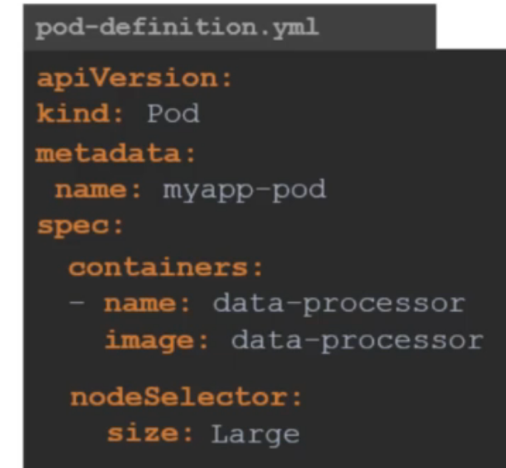 pod-definition.yml
apiVersion:
kind: Pod
metadata:
 name: myapp-pod
spec:
  containers:
  - name: data-processor
    image: data-processor
  nodeSelector:
    size: Large